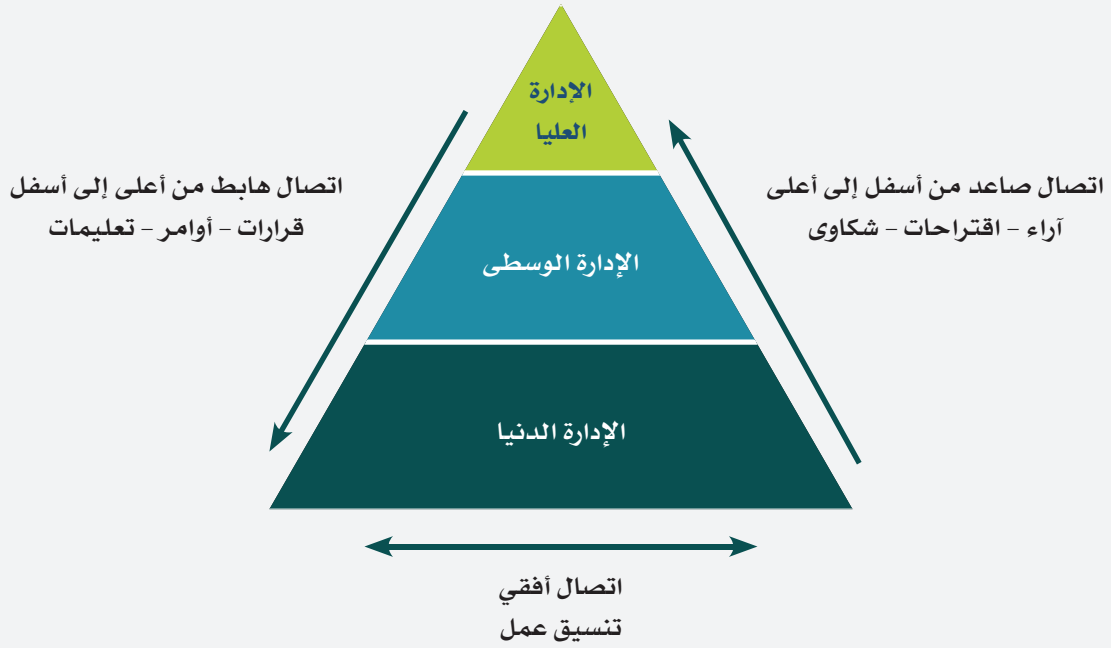 الإدارة
العليا
اتصال صاعد من أسفل إلى أعلى
آراء - اقتراحات - شكاوى
اتصال هابط من أعلى إلى أسفل
قرارات - أوامر - تعليمات
الإدارة الوسطى
الإدارة الدنيا
اتصال أفقي
تنسيق عمل